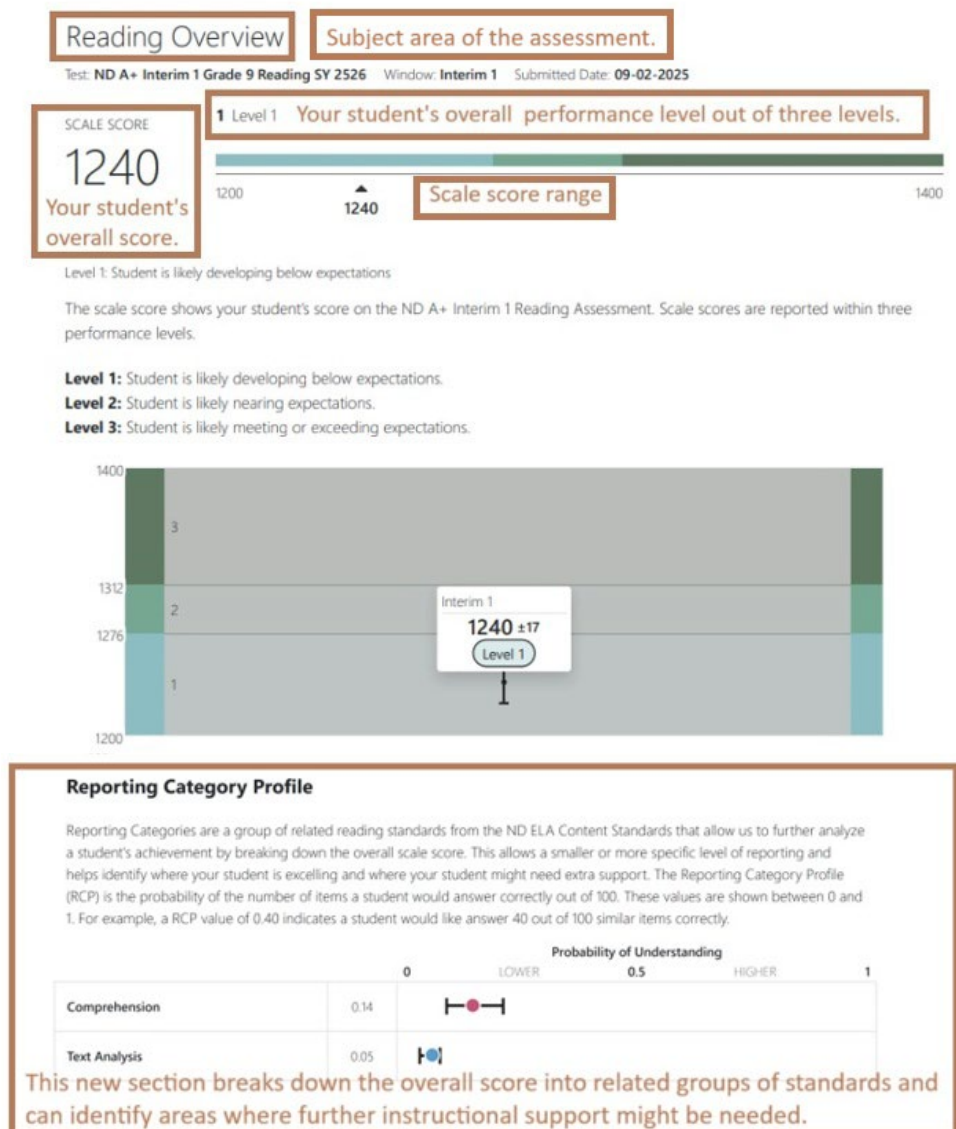 Reading Overview
Subject area of the assessment.
Test: ND A+ Interim 1 Grade 9 Reading SY 2526 Window: Interim 1 Submitted Date: 09-02-2025
SCALE SCORE
1240
Your student's
overall score.
1 Level 1 Your student's overall performance level out of three levels.
1200
1240
Scale score range
1400
Level 1: Student is likely developing below expectations
The scale score shows your student's score on the ND A+ Interim 1 Reading Assessment. Scale scores are reported within three
performance levels.
Level 1: Student is likely developing below expectations.
Level 2: Student is likely nearing expectations.
Level 3: Student is likely meeting or exceeding expectations.
1400
3
1312
2
1276
Interim 1
1240 ±17
Level 1
1
1200
Reporting Category Profile
Reporting Categories are a group of related reading standards from the ND ELA Content Standards that allow us to further analyze
a student's achievement by breaking down the overall scale score. This allows a smaller or more specific level of reporting and
helps identify where your student is excelling and where your student might need extra support. The Reporting Category Profile
(RCP) is the probability of the number of items a student would answer correctly out of 100. These values are shown between 0 and
1. For example, a RCP value of 0.40 indicates a student would like answer 40 out of 100 similar items correctly.
Probability of Understanding
0 LOWER 0.5 HIGHER 1
Comprehension 0.14
Text Analysis 0.05
This new section breaks down the overall score into related groups of standards and
can identify areas where further instructional support might be needed.